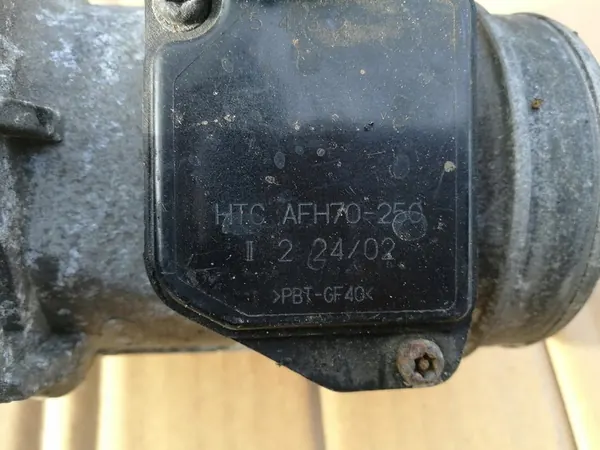 HTC AFH70-25C
II 2 24/02
>PBT-GF40<